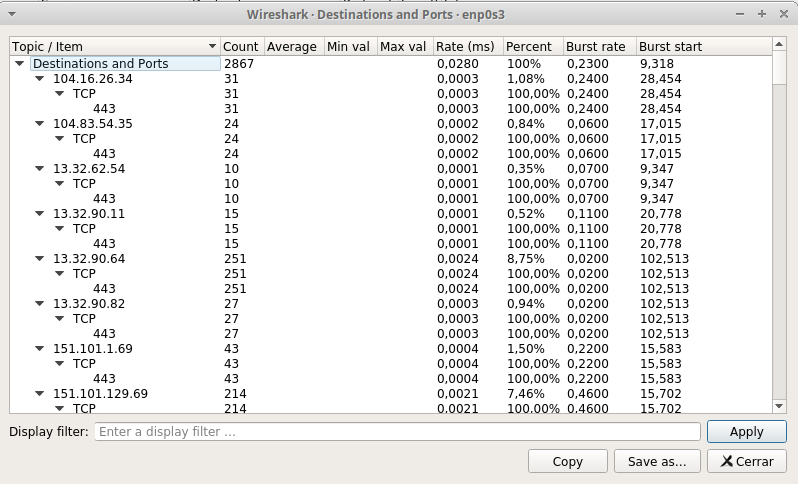 Wireshark · Destinations and Ports · enp0s3
Topic / Item Count Average Min val Max val Rate (ms) Percent Burst rate Burst start
Destinations and Ports 2867 0,0280 100% 0,2300 9,318
104.16.26.34 31 0,0003 1,08% 0,2400 28,454
TCP 31 0,0003 100,00% 0,2400 28,454
443 31 0,0003 100,00% 0,2400 28,454
104.83.54.35 24 0,0002 0,84% 0,0600 17,015
TCP 24 0,0002 100,00% 0,0600 17,015
443 24 0,0002 100,00% 0,0600 17,015
13.32.62.54 10 0,0001 0,35% 0,0700 9,347
TCP 10 0,0001 100,00% 0,0700 9,347
443 10 0,0001 100,00% 0,0700 9,347
13.32.90.11 15 0,0001 0,52% 0,1100 20,778
TCP 15 0,0001 100,00% 0,1100 20,778
443 15 0,0001 100,00% 0,1100 20,778
13.32.90.64 251 0,0024 8,75% 0,0200 102,513
TCP 251 0,0024 100,00% 0,0200 102,513
443 251 0,0024 100,00% 0,0200 102,513
13.32.90.82 27 0,0003 0,94% 0,0200 102,513
TCP 27 0,0003 100,00% 0,0200 102,513
443 27 0,0003 100,00% 0,0200 102,513
151.101.1.69 43 0,0004 1,50% 0,2200 15,583
TCP 43 0,0004 100,00% 0,2200 15,583
443 43 0,0004 100,00% 0,2200 15,583
151.101.129.69 214 0,0021 7,46% 0,4600 15,702
TCP 214 0,0021 100,00% 0,4600 15,702
Display filter: Enter a display filter ... Apply
Copy Save as... Cerrar